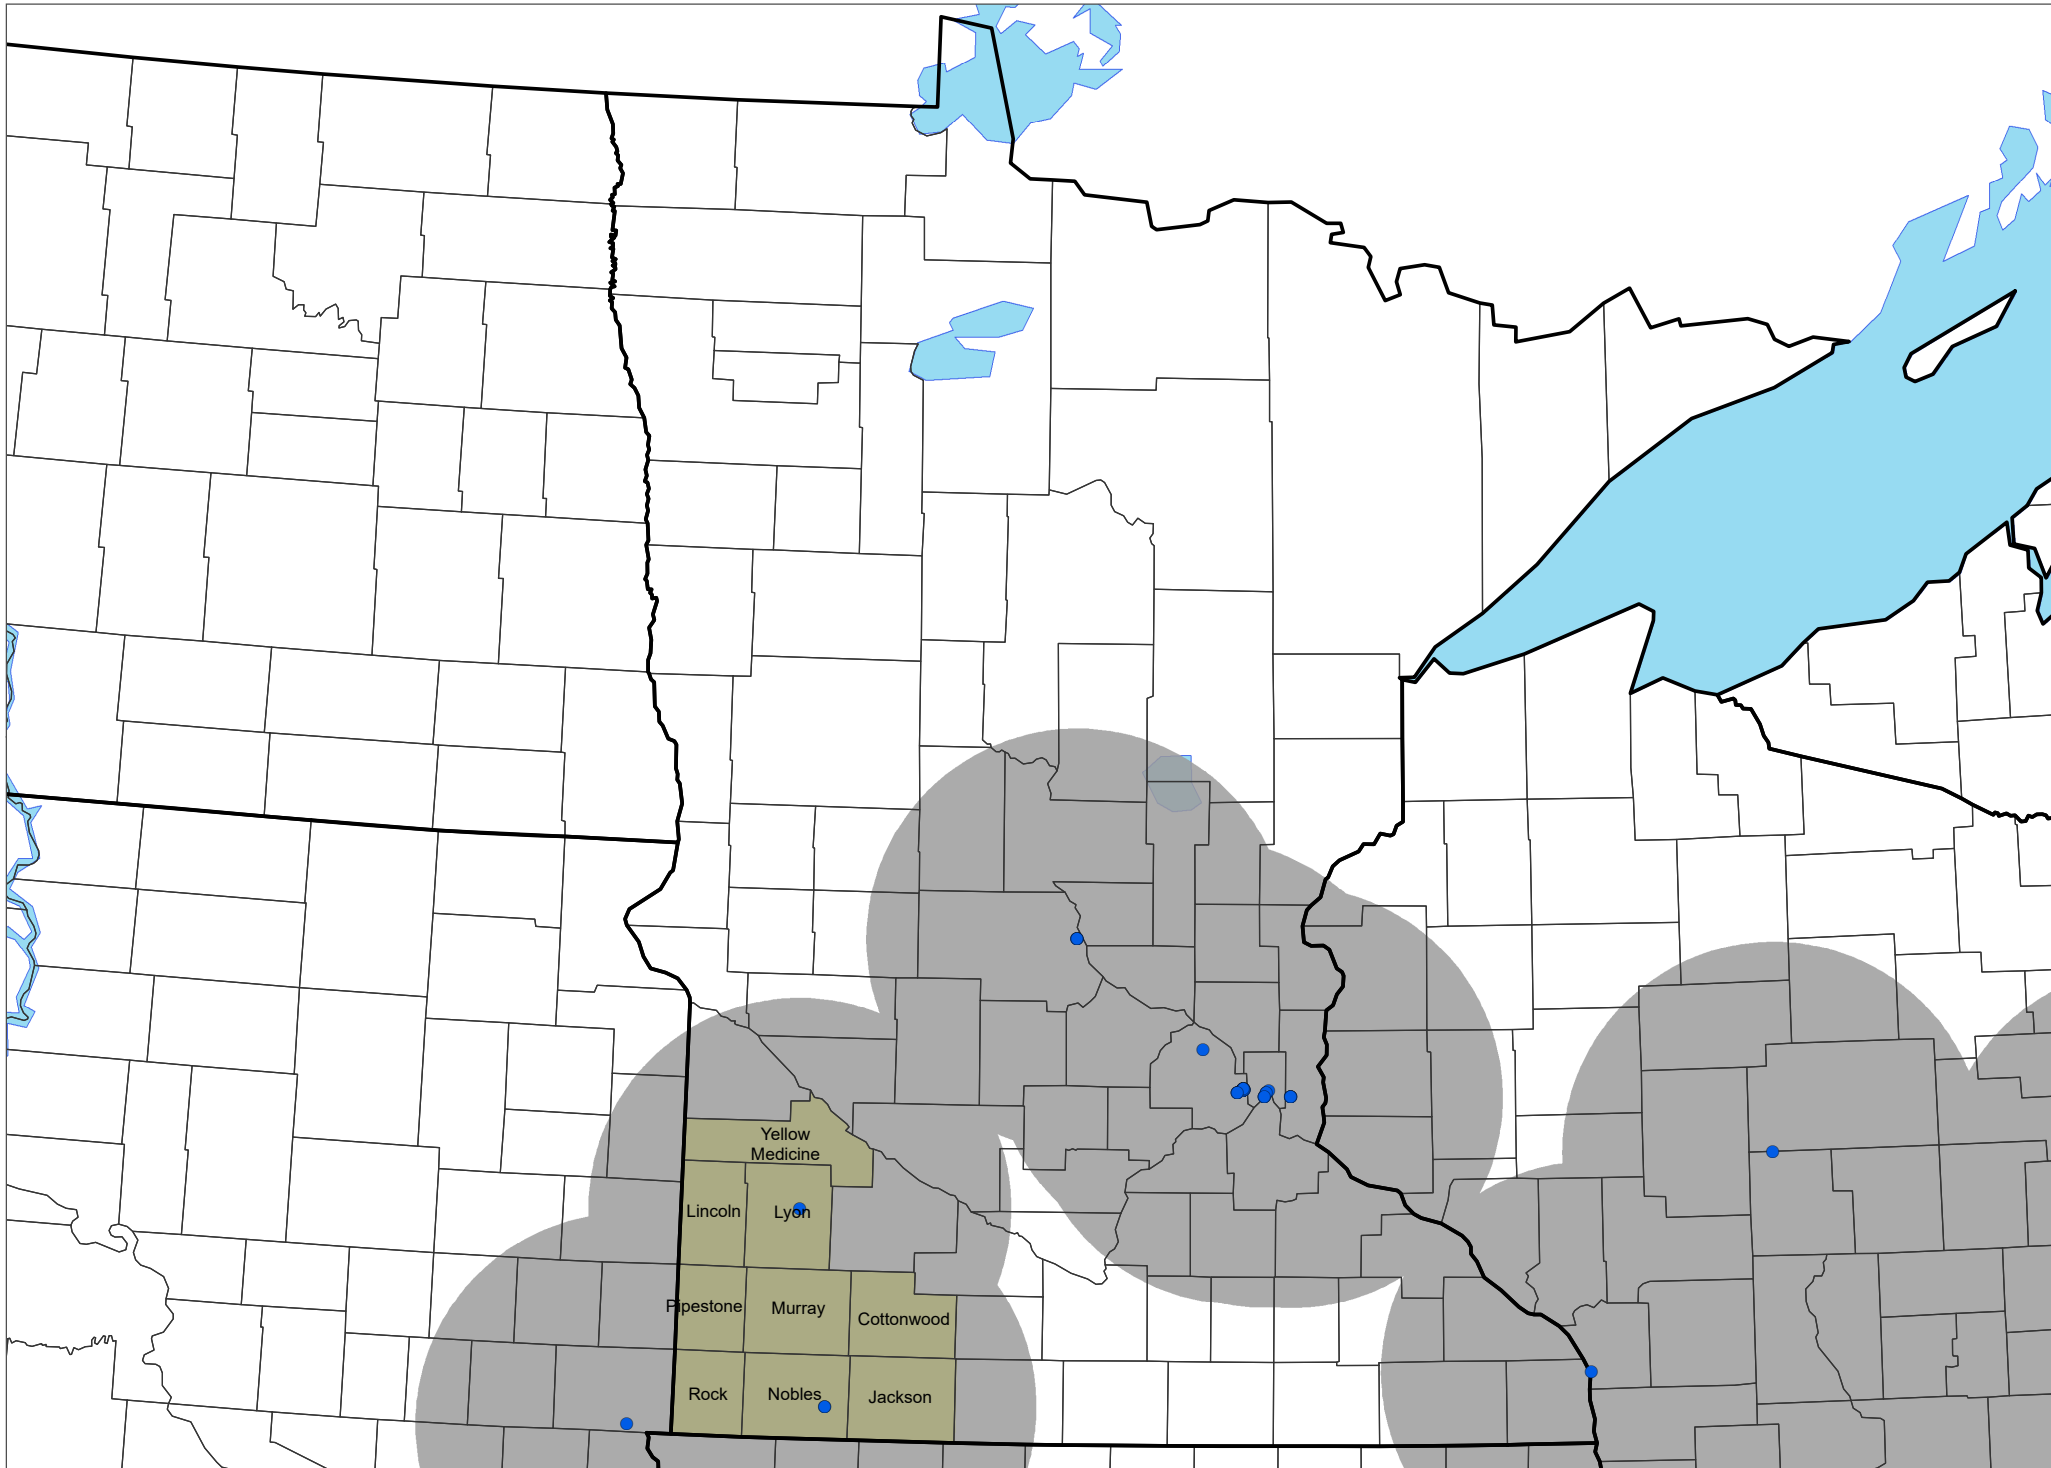 Yellow
Medicine
Lincoln
Lyon
Pipestone
Murray
Cottonwood
Rock
Nobles
Jackson